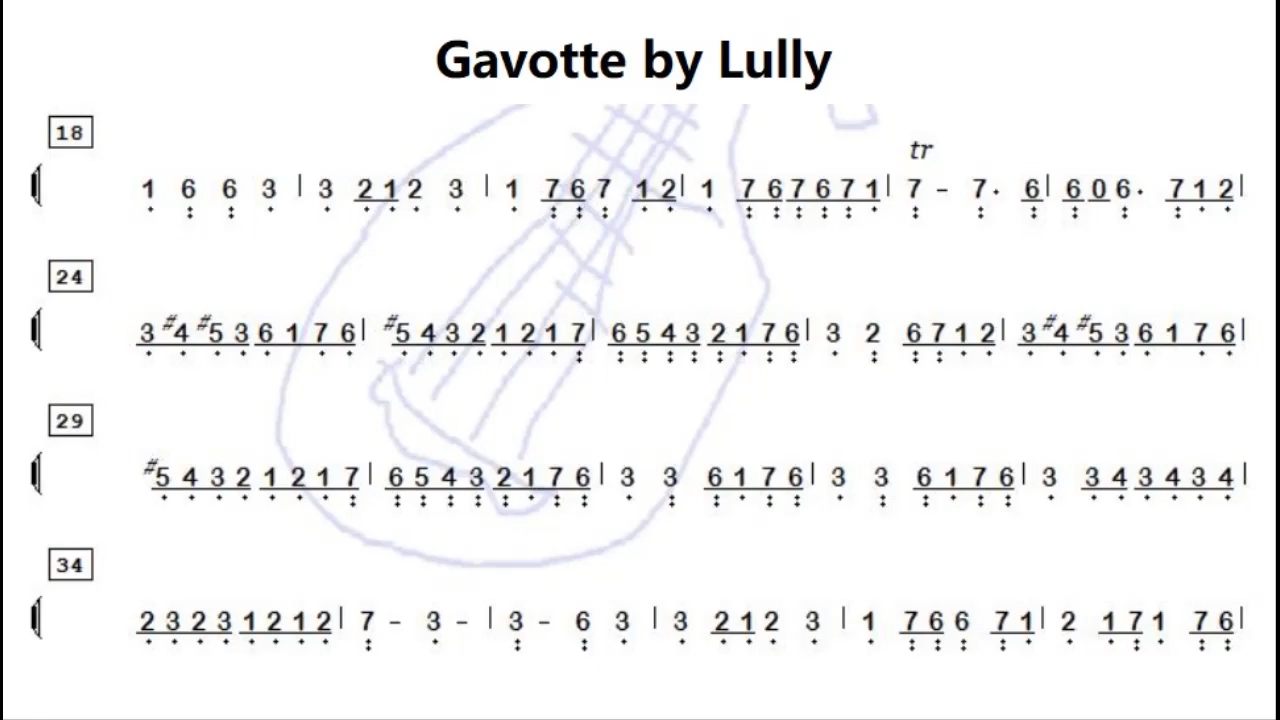 Gavotte by Lully
18
tr
1 6 6 3 | 3 2 1 2 3 | 1 7 6 7 1 2 | 1 7 6 7 6 7 1 | 7 - 7· 6 | 6 0 6· 7 1 2 |
24
3 #4 #5 3 6 1 7 6 | #5 4 3 2 1 2 1 7 | 6 5 4 3 2 1 7 6 | 3 2 6 7 1 2 | 3 #4 #5 3 6 1 7 6 |
29
#5 4 3 2 1 2 1 7 | 6 5 4 3 2 1 7 6 | 3 3 6 1 7 6 | 3 3 6 1 7 6 | 3 3 4 3 4 3 4 |
34
2 3 2 3 1 2 1 2 | 7 - 3 - | 3 - 6 3 | 3 2 1 2 3 | 1 7 6 6 7 1 | 2 1 7 1 7 6 |